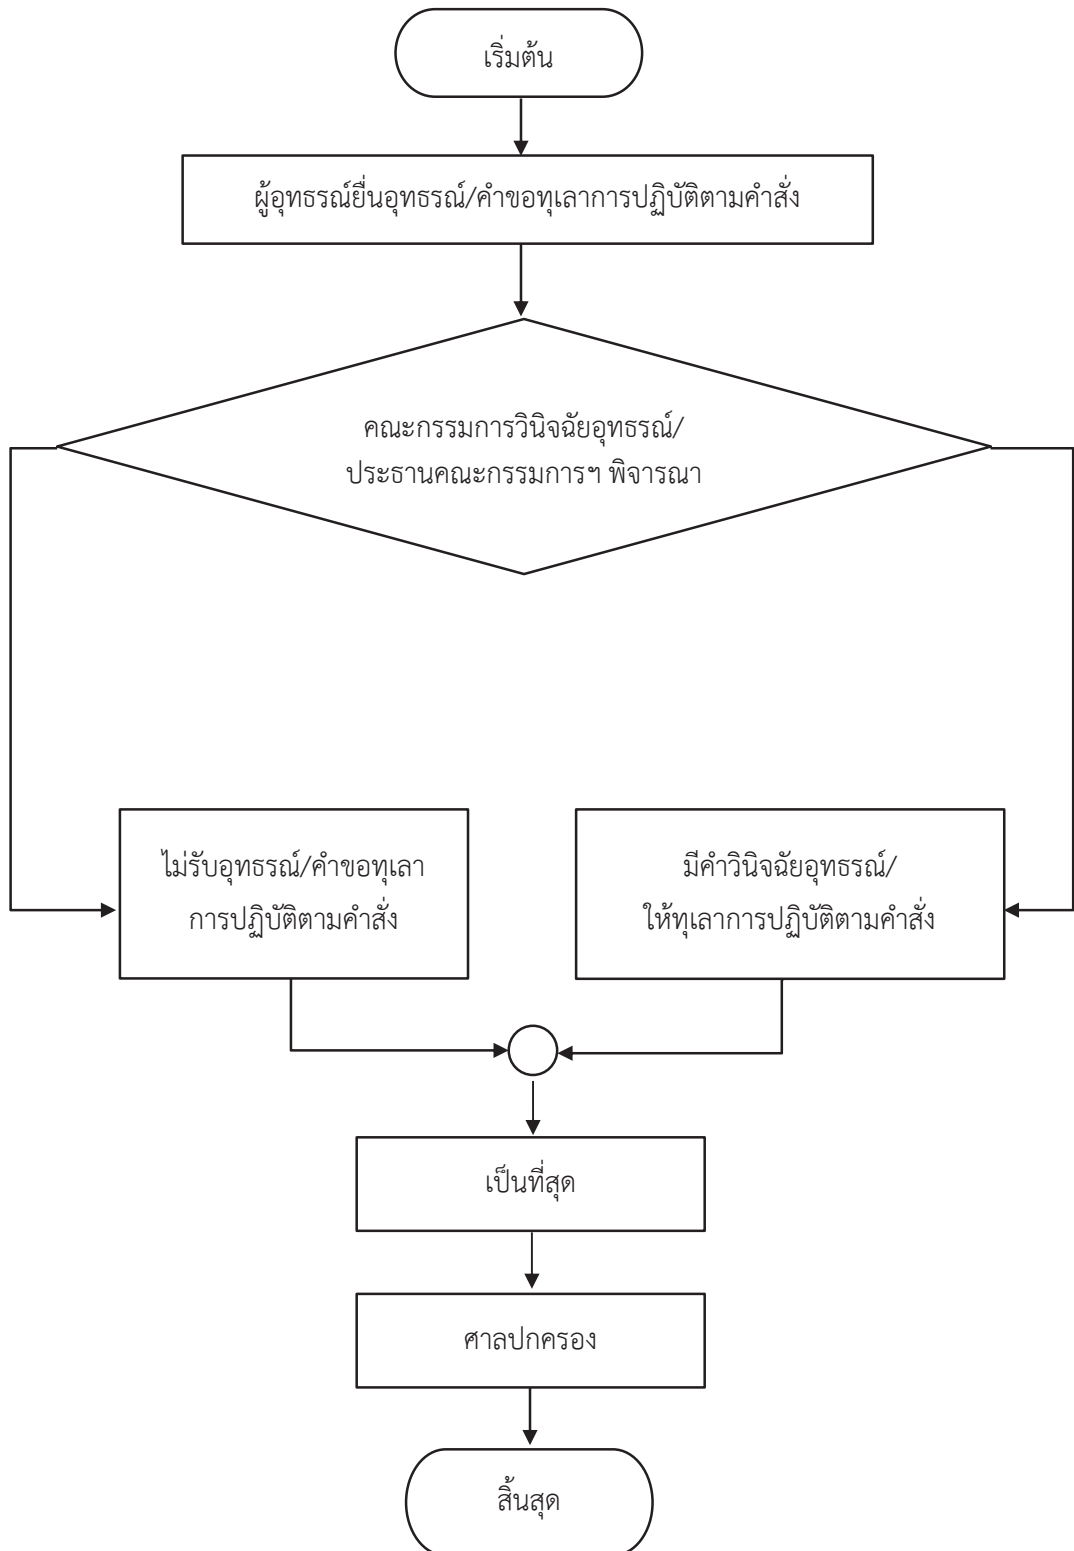 เริ่มต้น
ผู้อุทธรณ์ยื่นอุทธรณ์/คำขอทุเลาการปฏิบัติตามคำสั่ง
คณะกรรมการวินิจฉัยอุทธรณ์/
ประธานคณะกรรมการฯ พิจารณา
ไม่รับอุทธรณ์/คำขอทุเลา
การปฏิบัติตามคำสั่ง
มีคำวินิจฉัยอุทธรณ์/
ให้ทุเลาการปฏิบัติตามคำสั่ง
เป็นที่สุด
ศาลปกครอง
สิ้นสุด